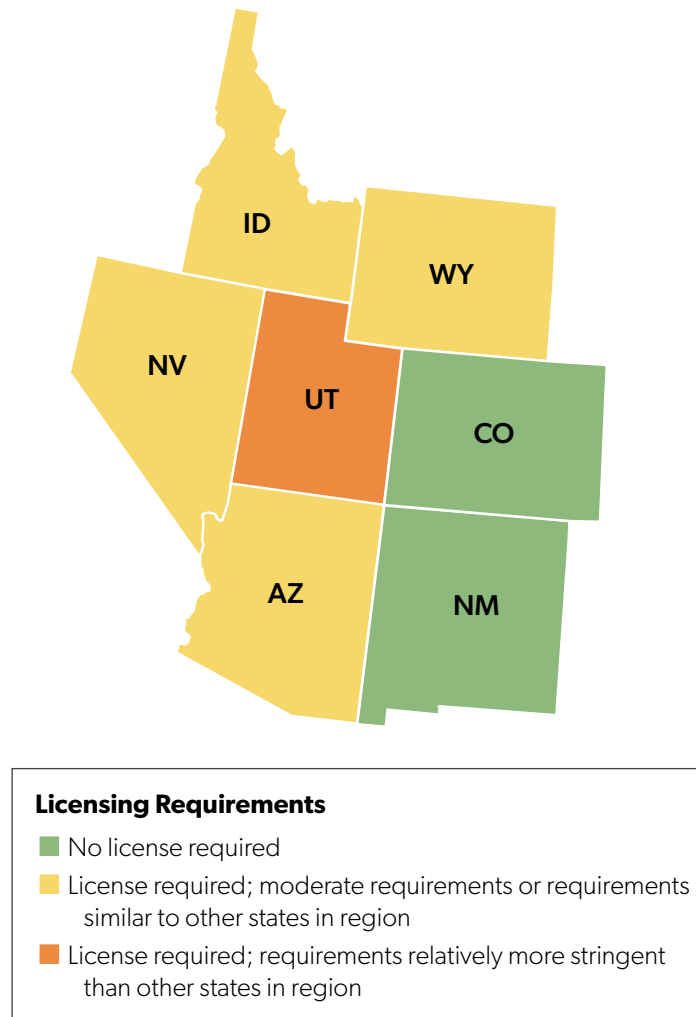 ID
WY
NV
UT
CO
AZ
NM
Licensing Requirements
No license required
License required; moderate requirements or requirements
similar to other states in region
License required; requirements relatively more stringent
than other states in region